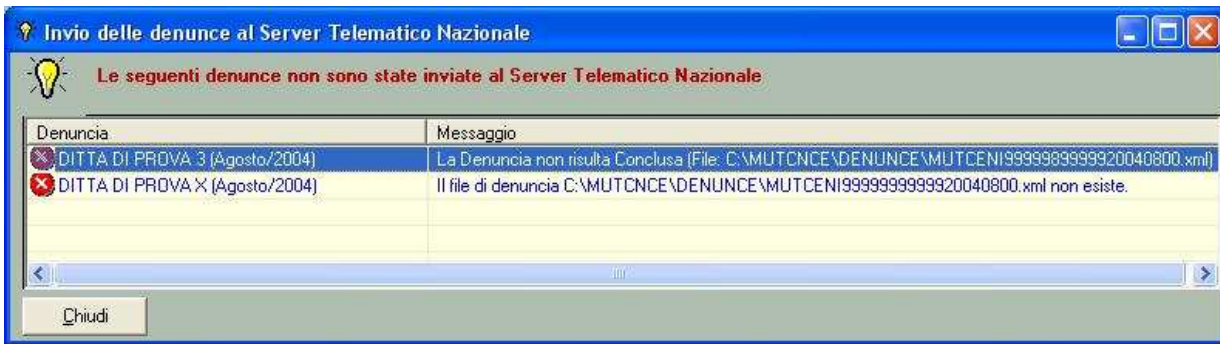 Invio delle denunce al Server Telematico Nazionale
Le seguenti denunce non sono state inviate al Server Telematico Nazionale
Denuncia Messaggio
DITTA DI PROVA 3 (Agosto/2004) La Denuncia non risulta Conclusa (File: C:\MUTCNCE\DENUNCE\MUTCENI9999989999920040800.xml)
DITTA DI PROVA X (Agosto/2004) Il file di denuncia C:\MUTCNCE\DENUNCE\MUTCENI9999999999920040800.xml non esiste.
Chiudi